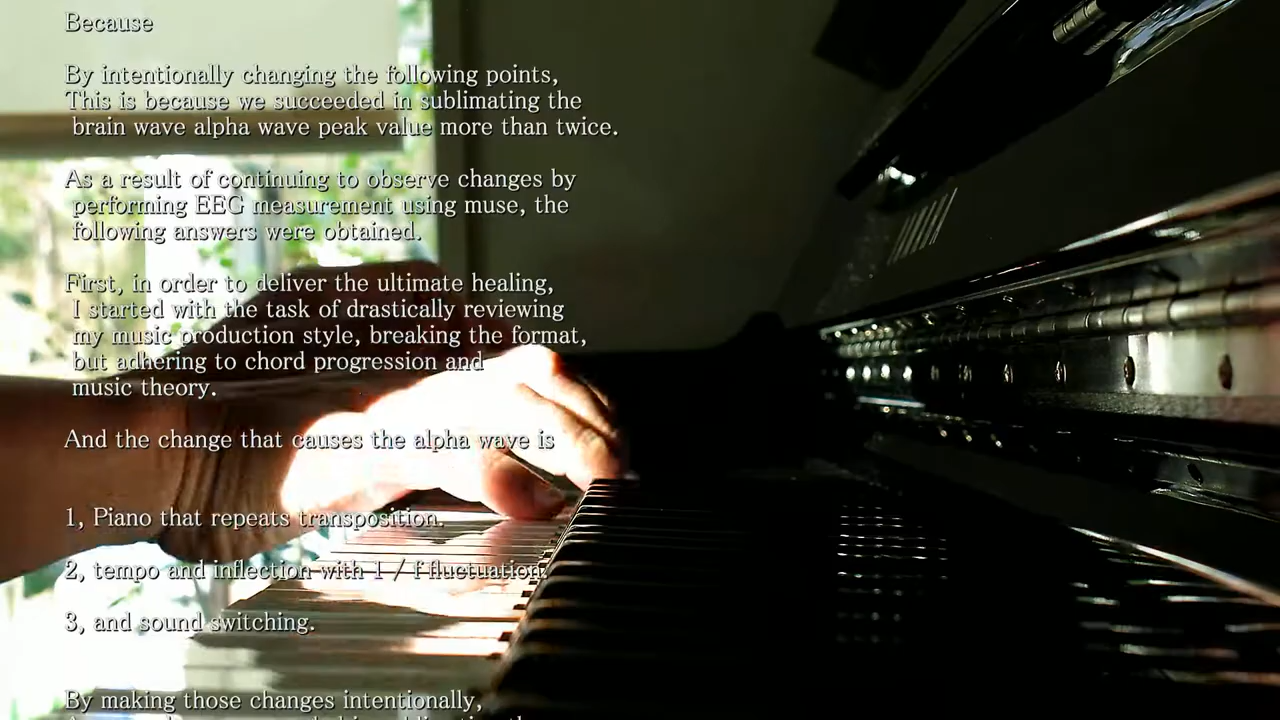 Because
By intentionally changing the following points,
This is because we succeeded in sublimating the
brain wave alpha wave peak value more than twice.
As a result of continuing to observe changes by
performing EEG measurement using muse, the
following answers were obtained.
First, in order to deliver the ultimate healing,
I started with the task of drastically reviewing
my music production style, breaking the format,
but adhering to chord progression and
music theory.
And the change that causes the alpha wave is
1, Piano that repeats transposition.
2, tempo and inflection with 1 / f fluctuation.
3, and sound switching.
By making those changes intentionally,